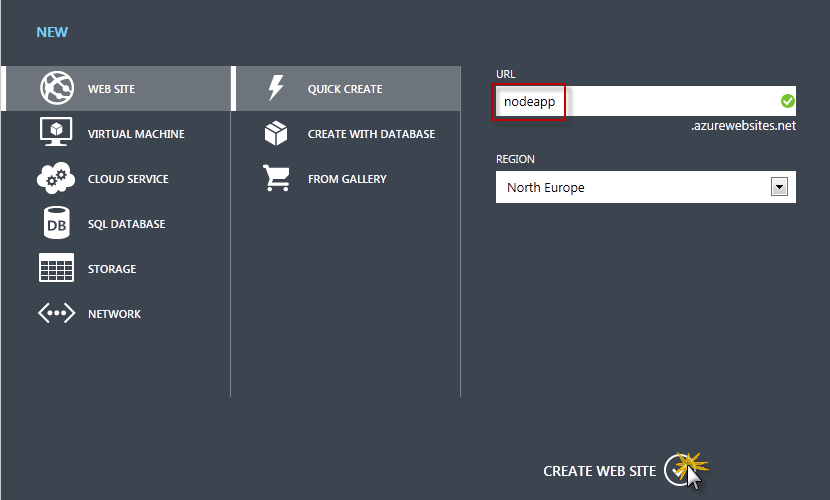 NEW
WEB SITE
VIRTUAL MACHINE
CLOUD SERVICE
DB
SQL DATABASE
STORAGE
NETWORK
QUICK CREATE
CREATE WITH DATABASE
FROM GALLERY
URL
nodeapp
.azurewebsites.net
REGION
North Europe
CREATE WEB SITE